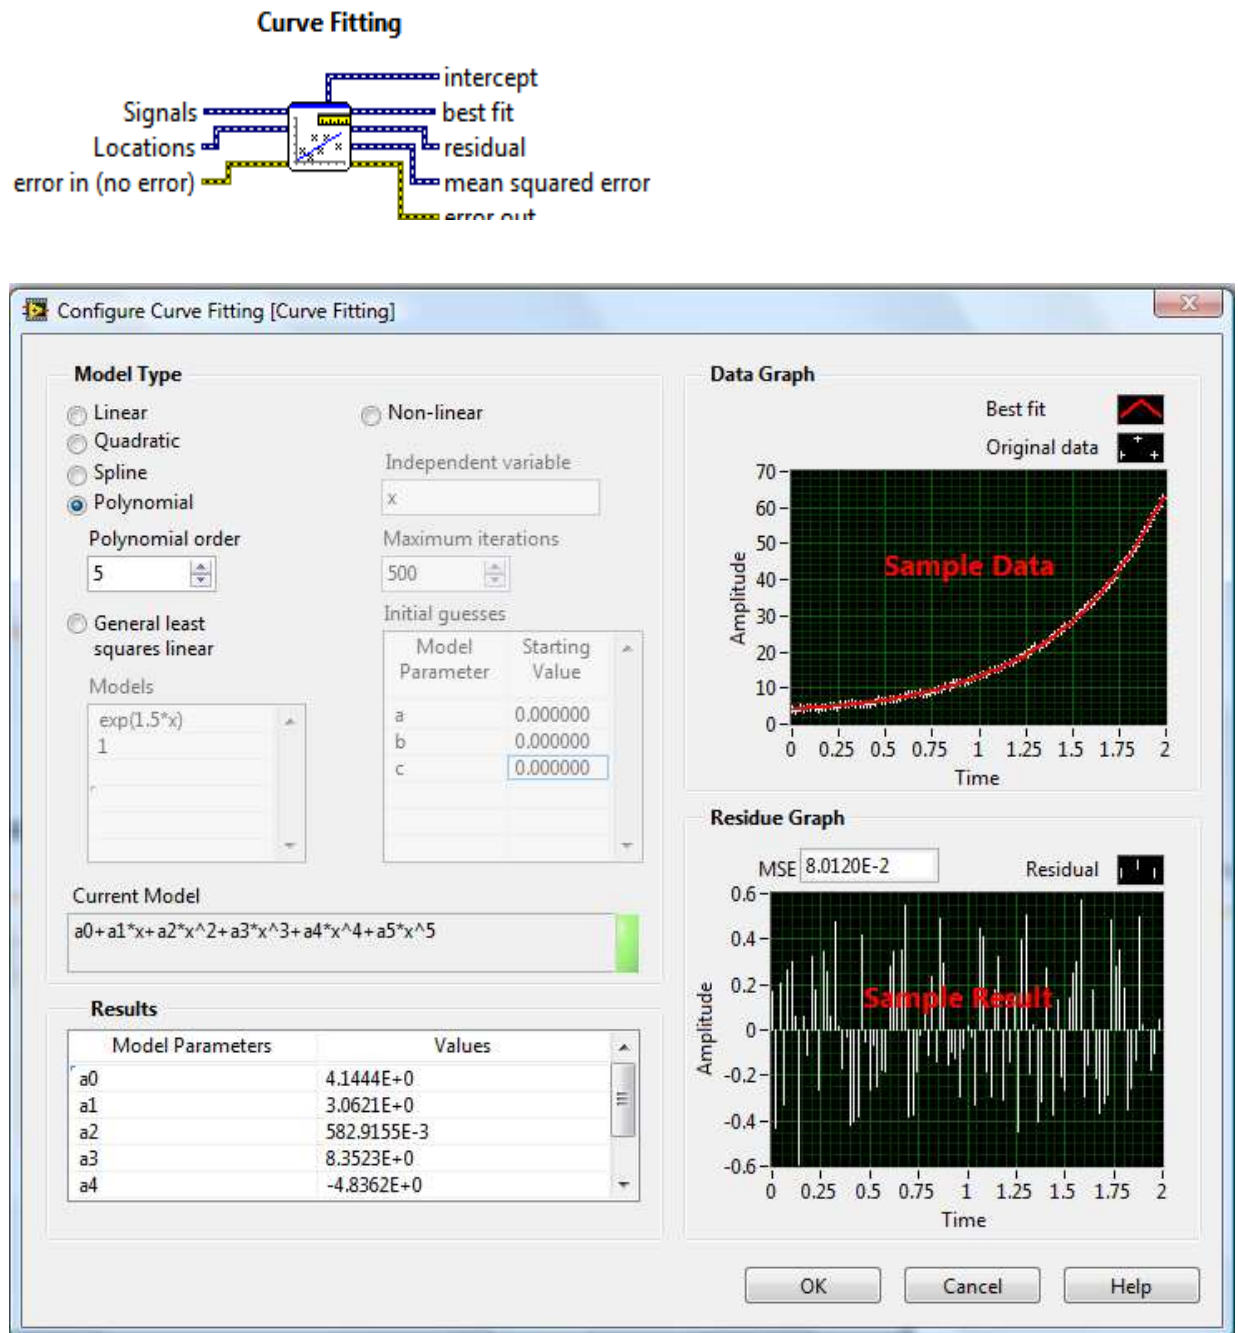 Curve Fitting
intercept
Signals
best fit
Locations
residual
error in (no error)
mean squared error
error out
Configure Curve Fitting [Curve Fitting]
Model Type
Linear
Quadratic
Spline
Polynomial
Polynomial order
5
General least
squares linear
Models
exp(1.5*x)
1
Non-linear
Independent variable
x
Maximum iterations
500
Initial guesses
Model Parameter Starting Value
a 0.000000
b 0.000000
c 0.000000
Current Model
a0+a1*x+a2*x^2+a3*x^3+a4*x^4+a5*x^5
Results
Model Parameters Values
a0 4.1444E+0
a1 3.0621E+0
a2 582.9155E-3
a3 8.3523E+0
a4 -4.8362E+0
Data Graph
Best fit
Original data
70
60
50
40
30
20
10
0
Amplitude
Sample Data
0 0.25 0.5 0.75 1 1.25 1.5 1.75 2
Time
Residue Graph
MSE 8.0120E-2
Residual
0.6
0.4
0.2
0
-0.2
-0.4
-0.6
Amplitude
Sample Result
0 0.25 0.5 0.75 1 1.25 1.5 1.75 2
Time
OK Cancel Help